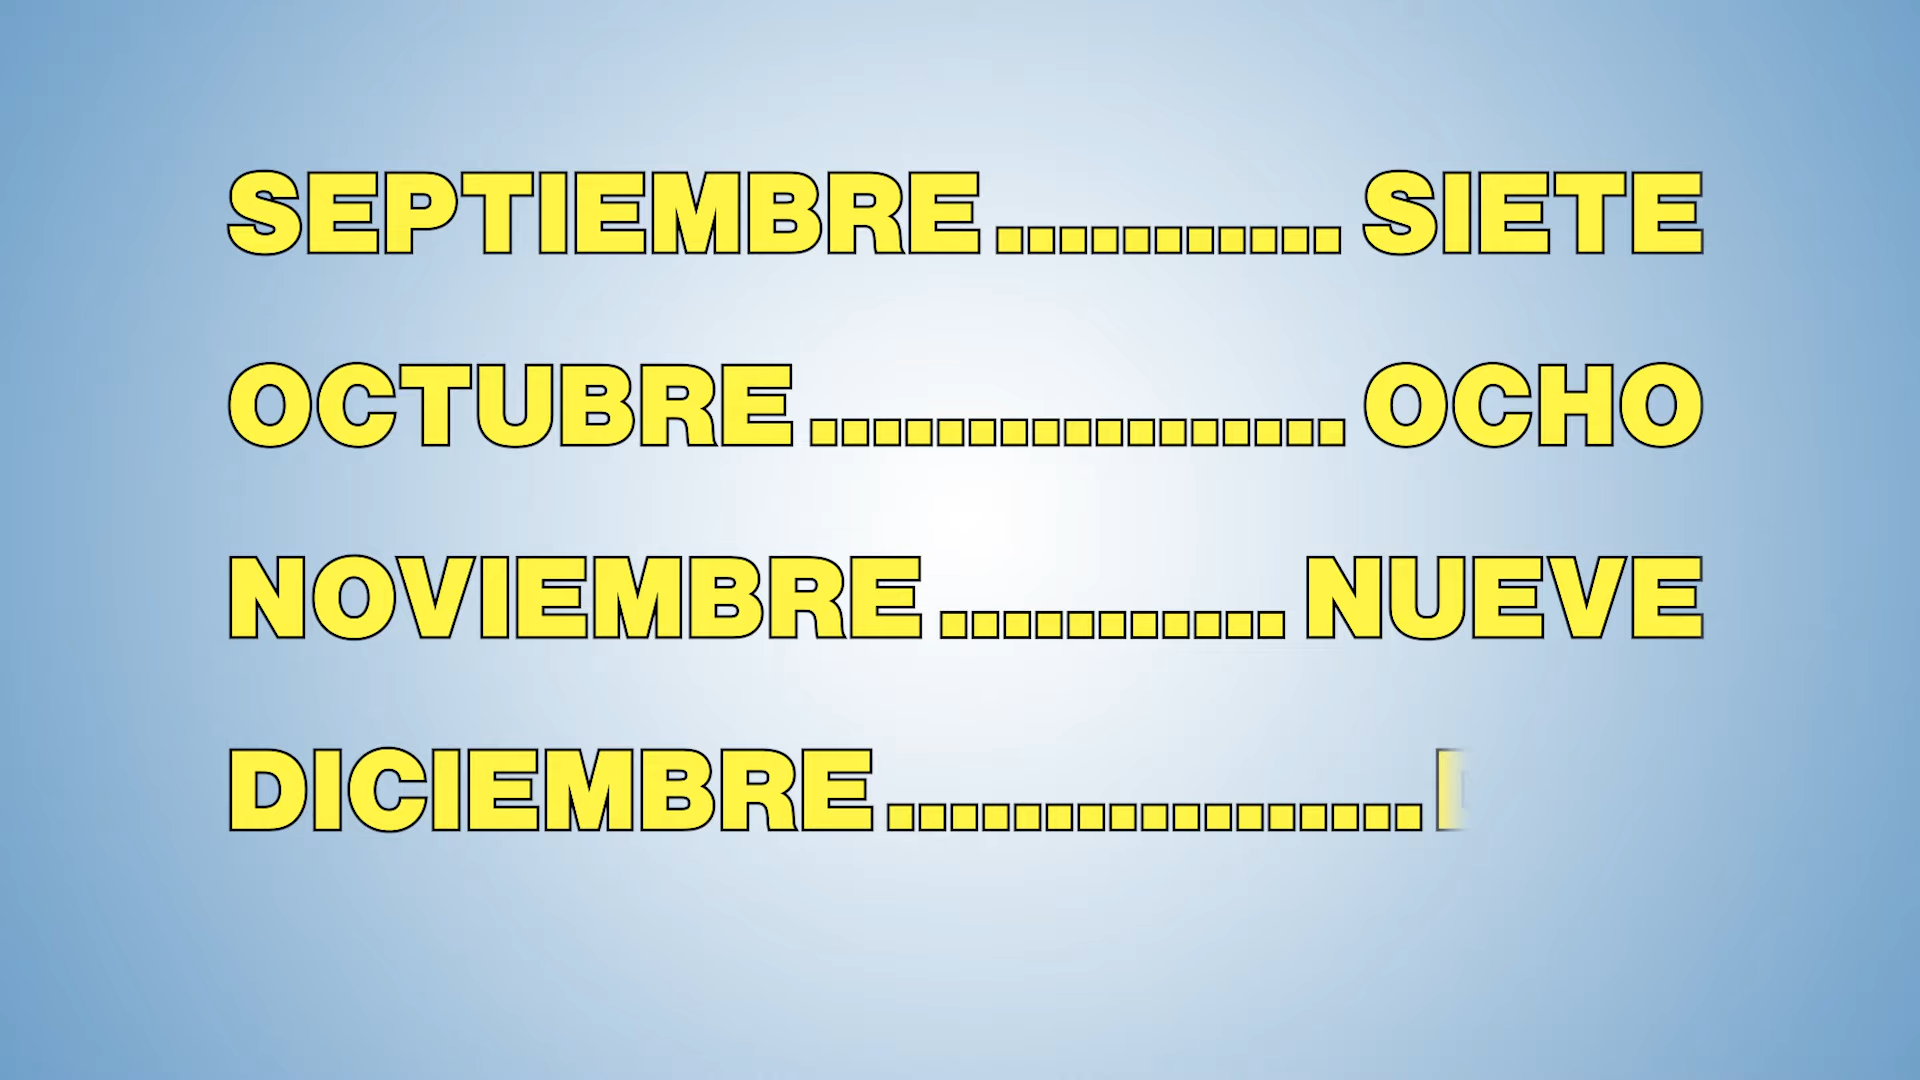 SEPTIEMBRE ........... SIETE
OCTUBRE ................. OCHO
NOVIEMBRE ........... NUEVE
DICIEMBRE .................